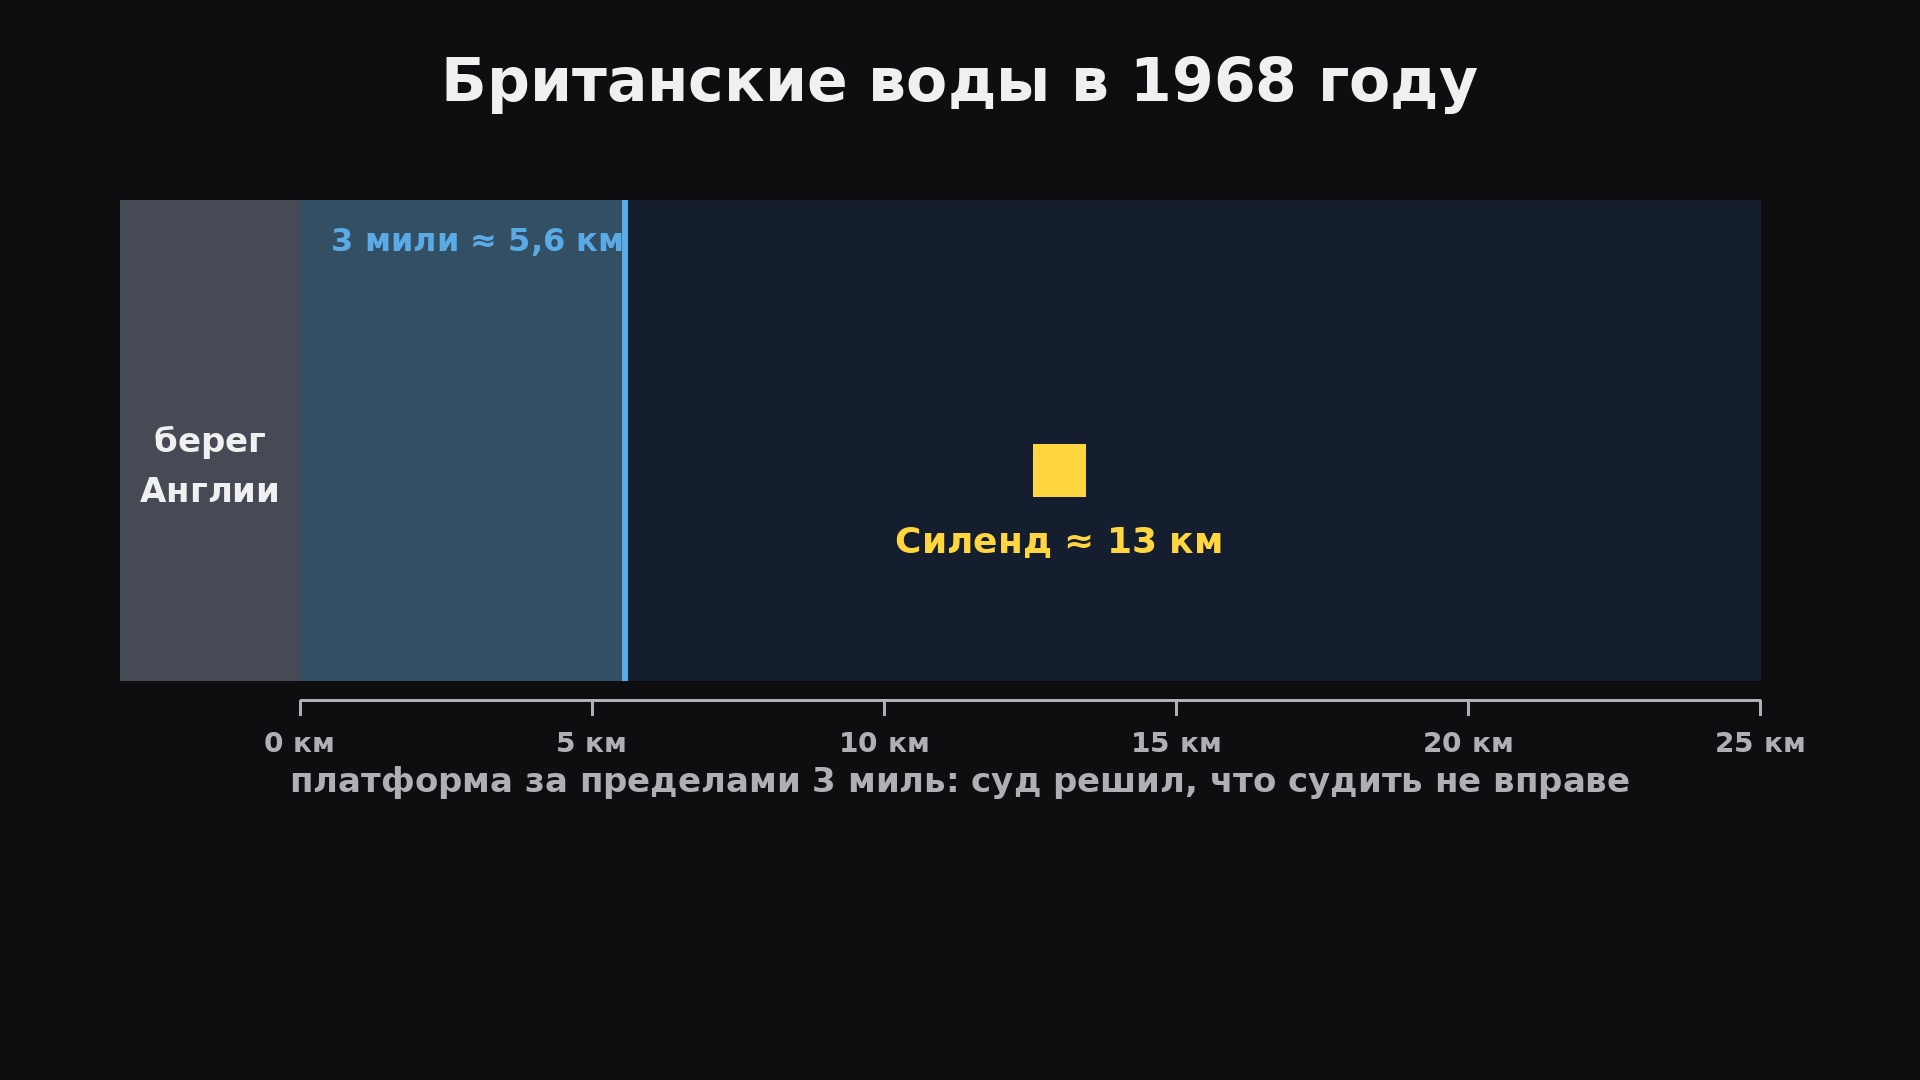 Британские воды в 1968 году
3 мили ≈ 5,6 км
берег
Англии
Силенд ≈ 13 км
0 км 5 км 10 км 15 км 20 км 25 км
платформа за пределами 3 миль: суд решил, что судить не вправе